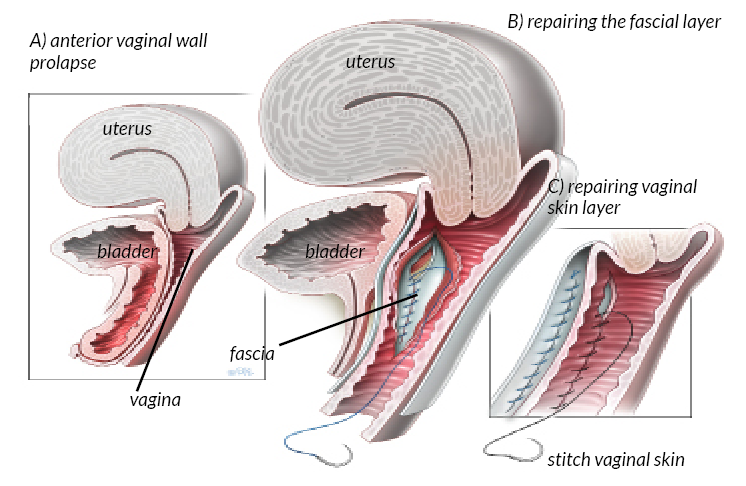 A) anterior vaginal wall
prolapse
uterus
bladder
vagina
B) repairing the fascial layer
uterus
bladder
fascia
C) repairing vaginal
skin layer
stitch vaginal skin